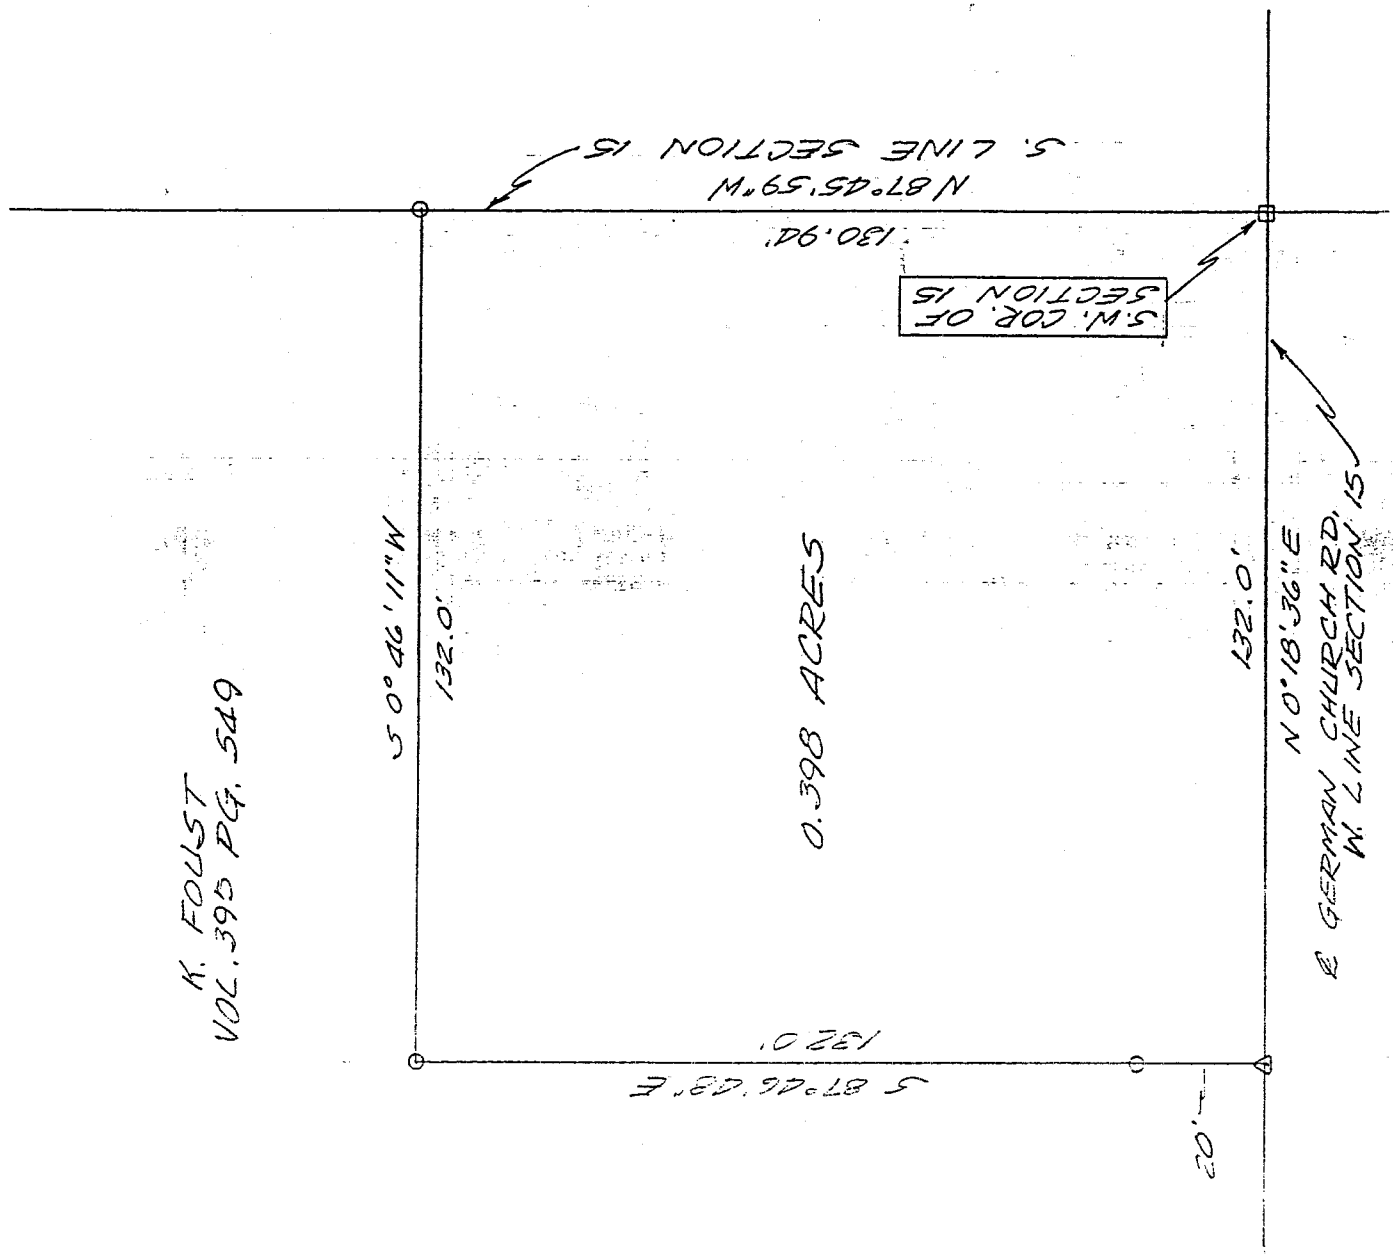 S. LINE SECTION 15
N 87°45'59"W
130.94'
S.W. COR. OF
SECTION 15
S 0° 46' 11" W
132.0'
0.398 ACRES
132.0'
N 0°18'36" E
℄ GERMAN CHURCH RD.
W. LINE SECTION 15
K. FOUST
VOL. 395 PG. 549
132.0'
S 87°46'48" E
20'